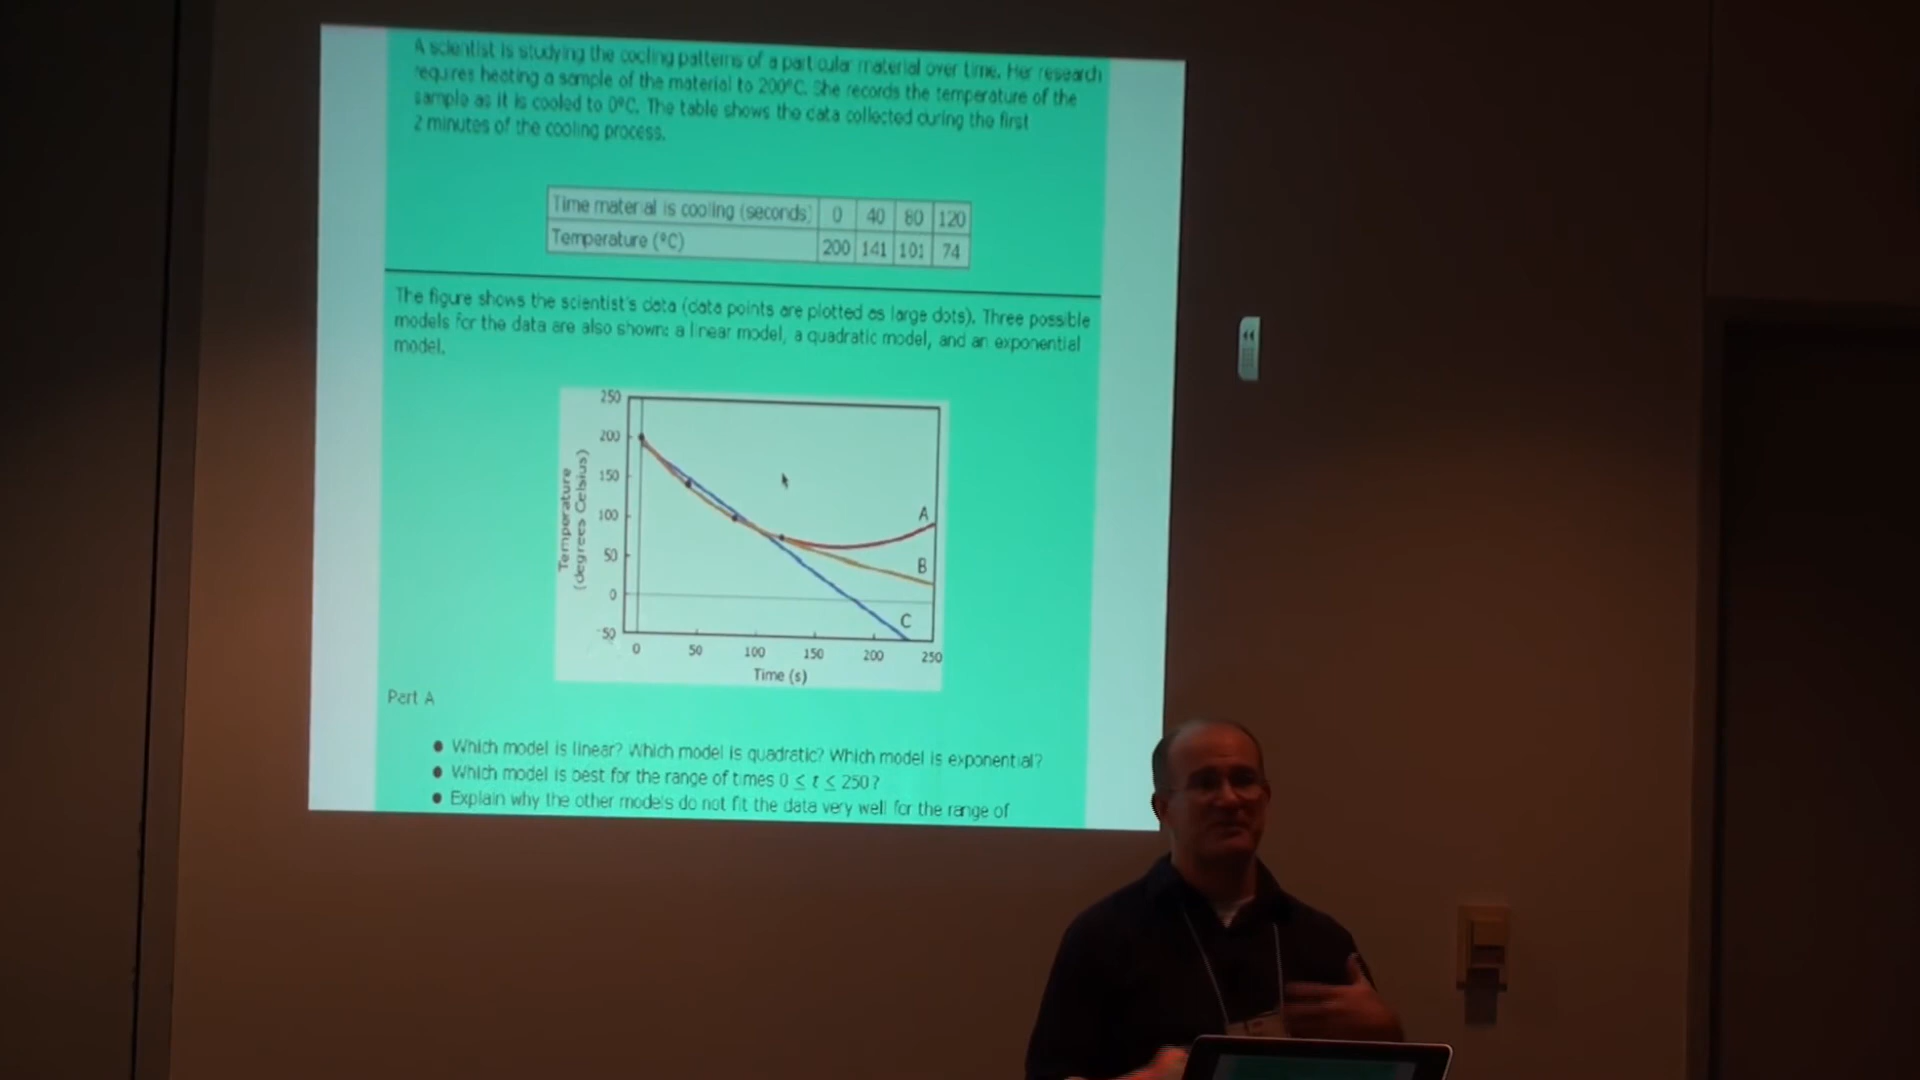 A scientist is studying the cooling patterns of a particular material over time. Her research
requires heating a sample of the material to 200°C. She records the temperature of the
sample as it is cooled to 0°C. The table shows the data collected during the first
2 minutes of the cooling process.
Time material is cooling (seconds) 0 40 80 120
Temperature (°C) 200 141 101 74
The figure shows the scientist's data (data points are plotted as large dots). Three possible
models for the data are also shown: a linear model, a quadratic model, and an exponential
model.
250
200
150
100
50
0
-50
Temperature
(degrees Celsius)
A
B
C
0 50 100 150 200 250
Time (s)
Part A
● Which model is linear? Which model is quadratic? Which model is exponential?
● Which model is best for the range of times 0 ≤ t ≤ 250?
● Explain why the other models do not fit the data very well for the range of